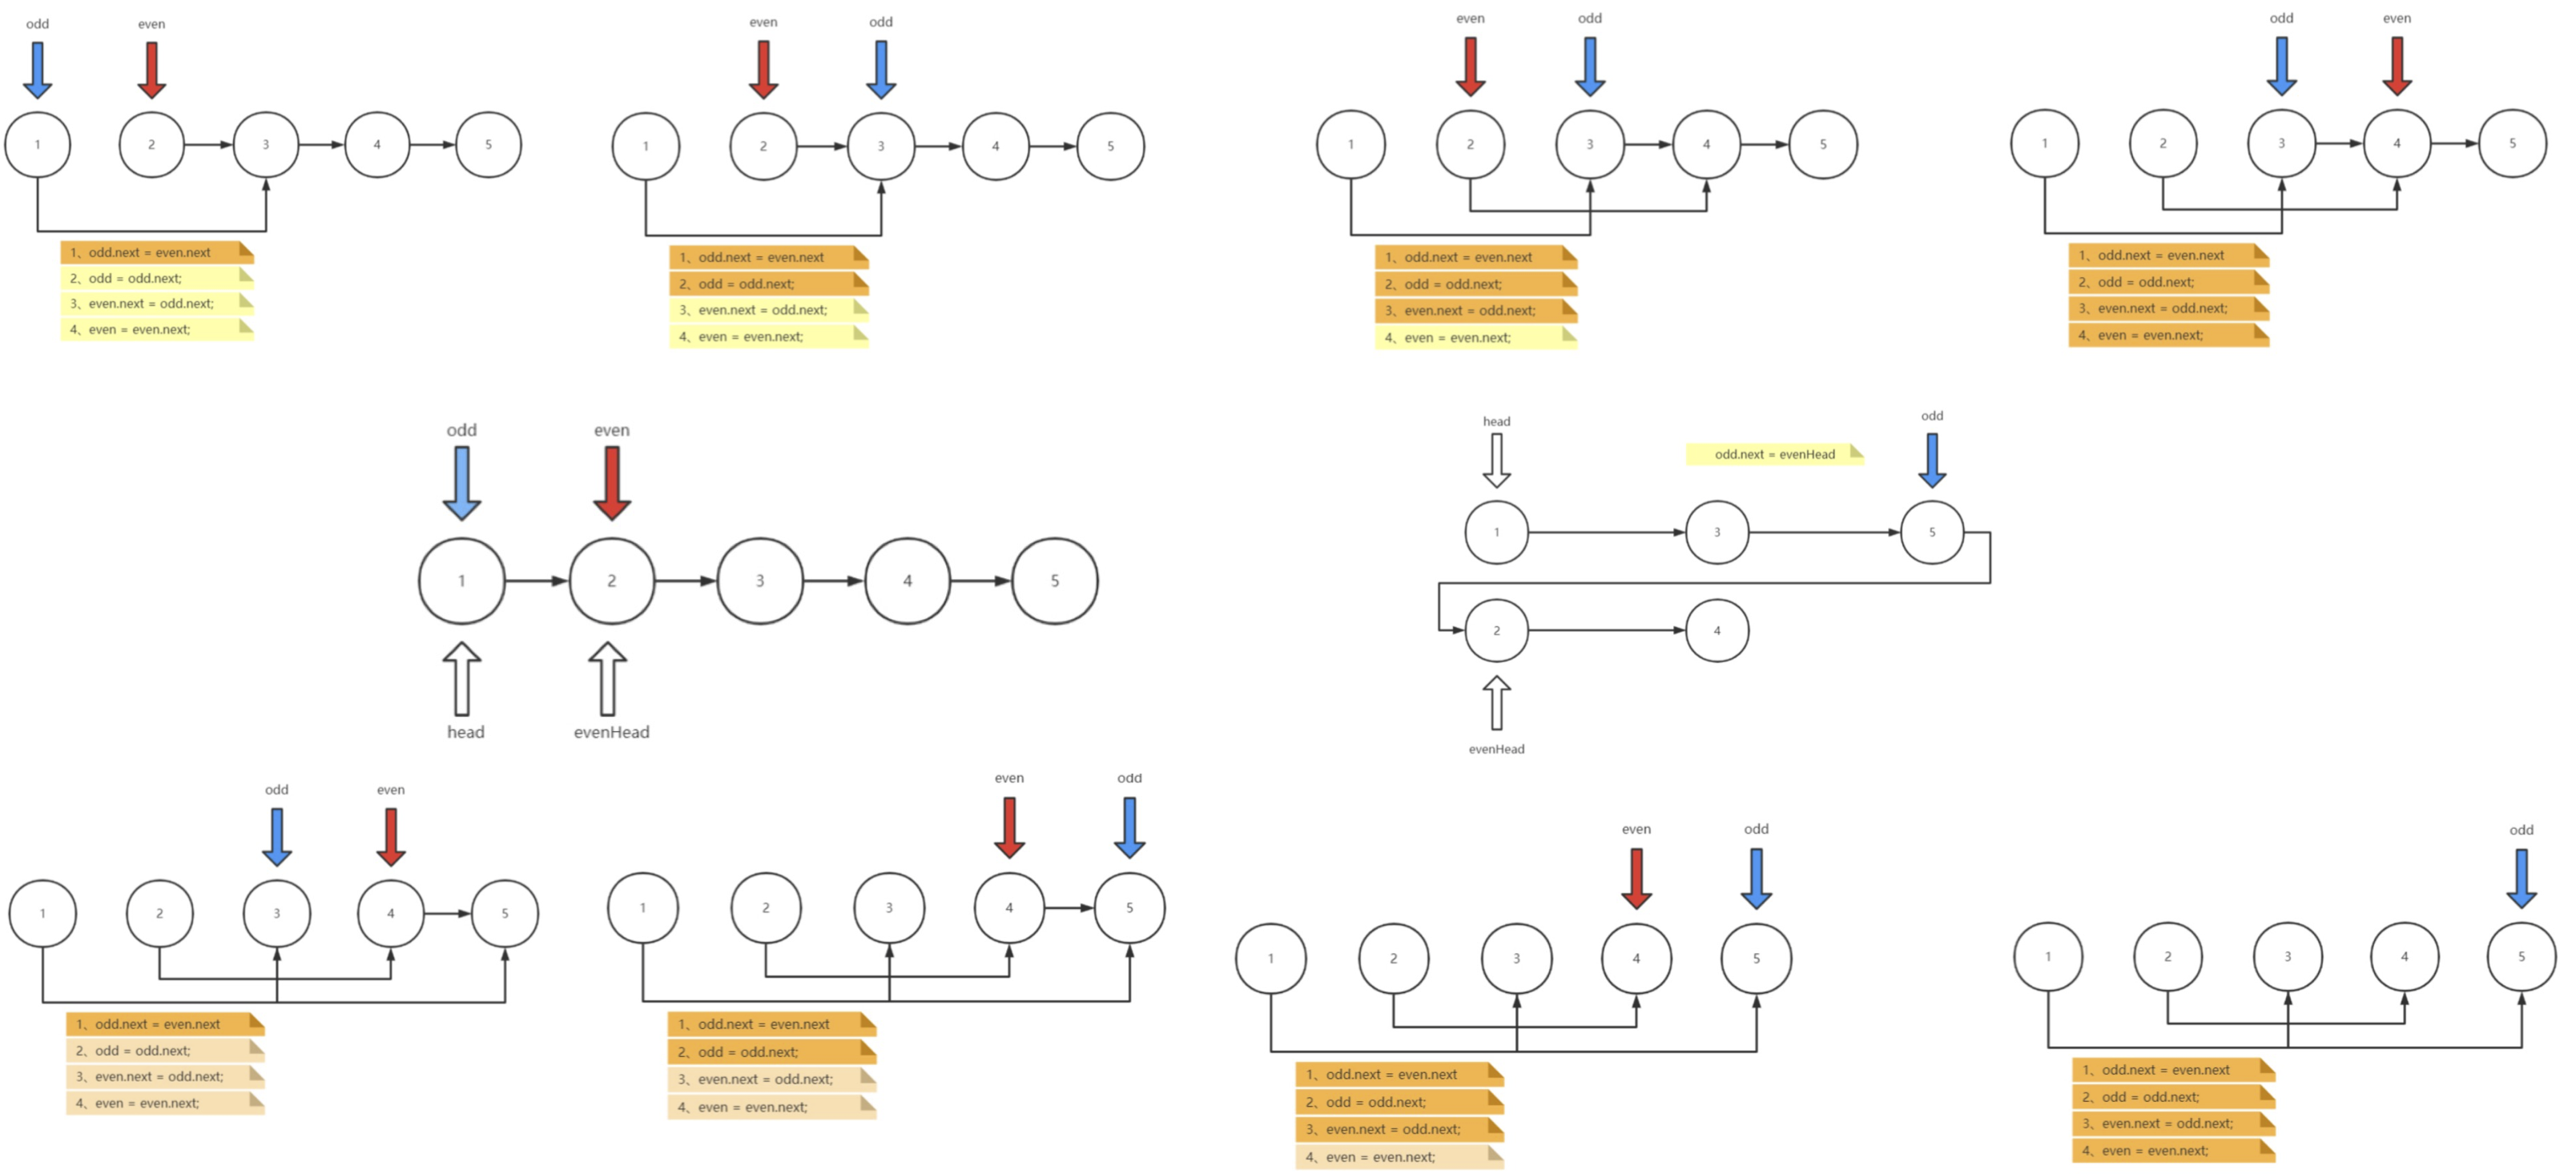 odd
even
1
2
3
4
5
1、odd.next = even.next
2、odd = odd.next;
3、even.next = odd.next;
4、even = even.next;
even
odd
1
2
3
4
5
1、odd.next = even.next
2、odd = odd.next;
3、even.next = odd.next;
4、even = even.next;
even
odd
1
2
3
4
5
1、odd.next = even.next
2、odd = odd.next;
3、even.next = odd.next;
4、even = even.next;
odd
even
1
2
3
4
5
1、odd.next = even.next
2、odd = odd.next;
3、even.next = odd.next;
4、even = even.next;
odd
even
1
2
3
4
5
head
evenHead
head
odd
odd.next = evenHead
1
3
5
2
4
evenHead
odd
even
1
2
3
4
5
1、odd.next = even.next
2、odd = odd.next;
3、even.next = odd.next;
4、even = even.next;
even
odd
1
2
3
4
5
1、odd.next = even.next
2、odd = odd.next;
3、even.next = odd.next;
4、even = even.next;
even
odd
1
2
3
4
5
1、odd.next = even.next
2、odd = odd.next;
3、even.next = odd.next;
4、even = even.next;
odd
1
2
3
4
5
1、odd.next = even.next
2、odd = odd.next;
3、even.next = odd.next;
4、even = even.next;